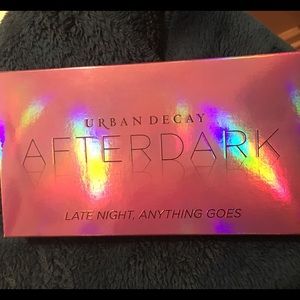 URBAN DECAY
AFTERDARK
LATE NIGHT, ANYTHING GOES